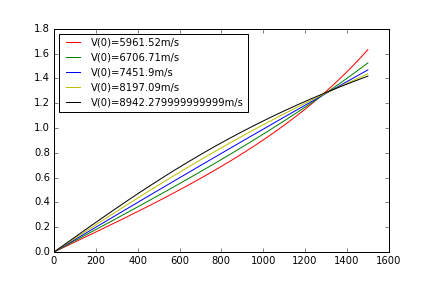 1.8
1.6
1.4
1.2
1.0
0.8
0.6
0.4
0.2
0.0
V(0)=5961.52m/s
V(0)=6706.71m/s
V(0)=7451.9m/s
V(0)=8197.09m/s
V(0)=8942.279999999999m/s
0 200 400 600 800 1000 1200 1400 1600